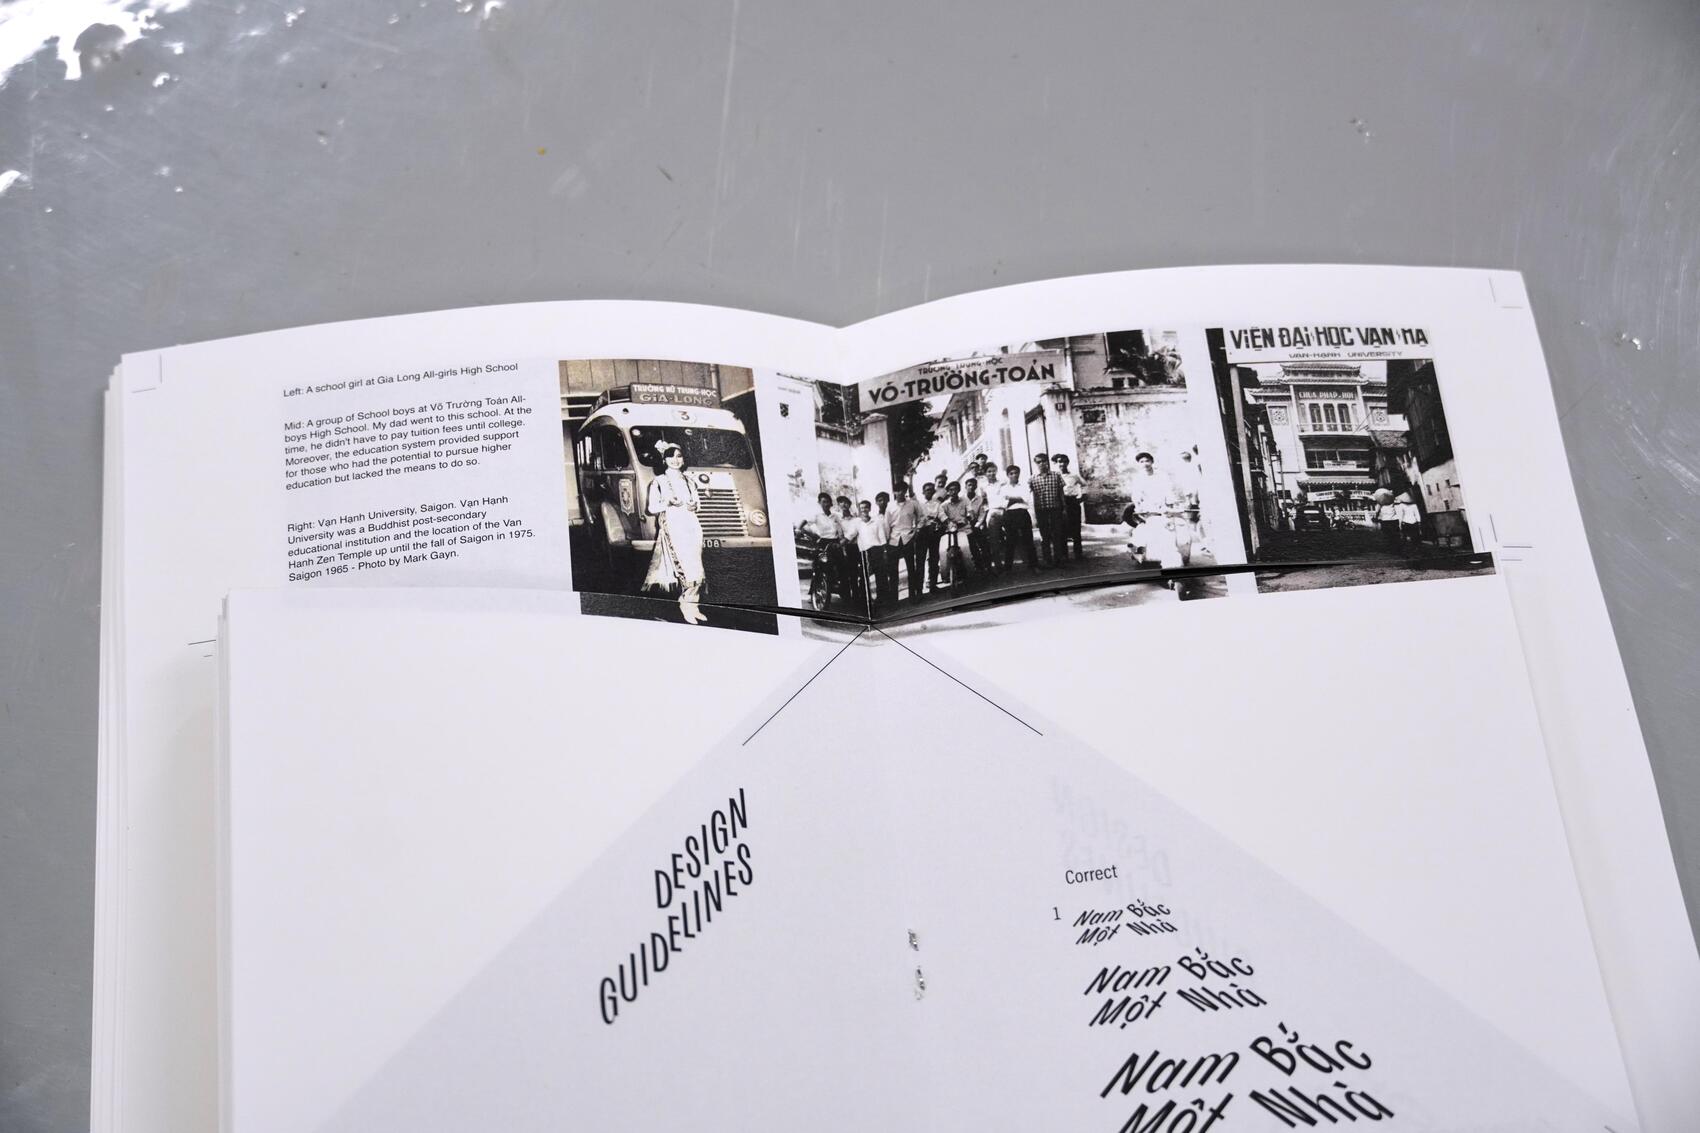 Left: A school girl at Gia Long All-girls High School
Mid: A group of School boys at Võ Trường Toản All-
boys High School. My dad went to this school. At the
time, he didn't have to pay tuition fees until college.
Moreover, the education system provided support
for those who had the potential to pursue higher
education but lacked the means to do so.
Right: Vạn Hạnh University, Saigon. Vạn Hạnh
University was a Buddhist post-secondary
educational institution and the location of the Van
Hanh Zen Temple up until the fall of Saigon in 1975.
Saigon 1965 - Photo by Mark Gayn.
TRƯỜNG NỮ TRUNG-HỌC
GIA-LONG
3
TRƯỜNG TRUNG-HỌC
VÕ-TRƯỜNG-TOẢN
VIỆN ĐẠI-HỌC VẠN-HẠ
VAN-HANH UNIVERSITY
CHÙA PHÁP-HỘI
DESIGN
GUIDELINES
Correct
1
Nam Bắc
Một Nhà
Nam Bắc
Một Nhà
Nam Bắc
Một Nhà